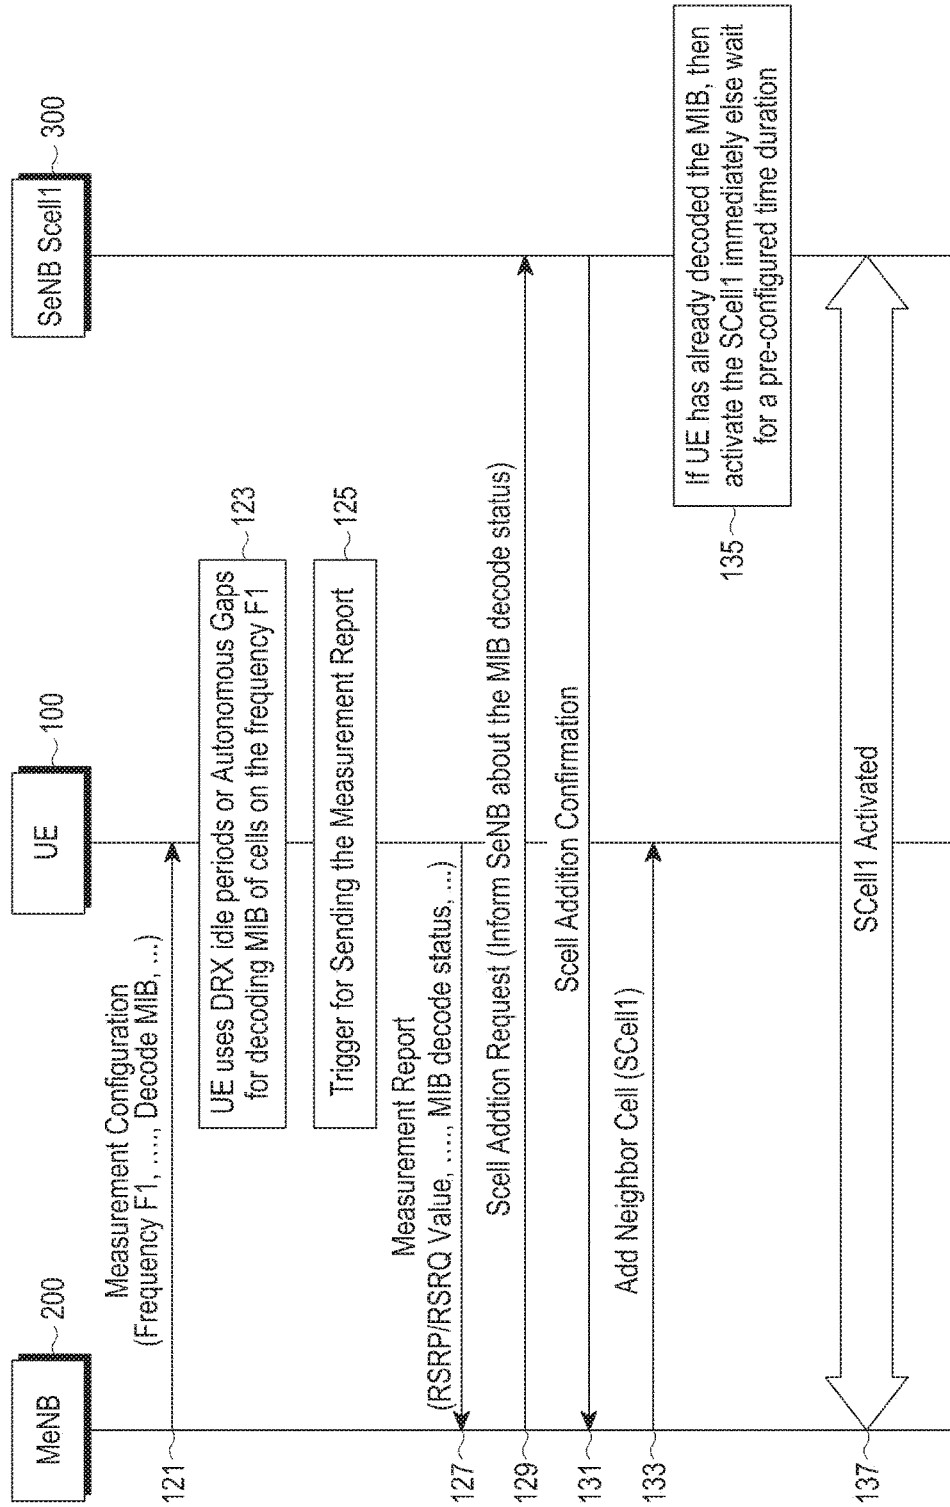 MeNB
200
UE
100
SeNB Scell1
300
121
Measurement Configuration
(Frequency F1, ...., Decode MIB, ...)
UE uses DRX idle periods or Autonomous Gaps
for decoding MIB of cells on the frequency F1
123
Trigger for Sending the Measurement Report
125
127
Measurement Report
(RSRP/RSRQ Value, ...., MIB decode status, ...)
129
Scell Addtion Request (Inform SeNB about the MIB decode status)
131
Scell Addition Confirmation
133
Add Neighbor Cell (SCell1)
135
If UE has already decoded the MIB, then
activate the SCell1 immediately else wait
for a pre-configured time duration
137
SCell1 Activated